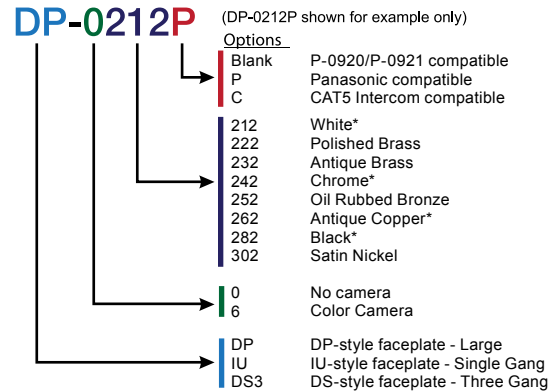 DP-0212P (DP-0212P shown for example only)
Options
Blank P-0920/P-0921 compatible
P Panasonic compatible
C CAT5 Intercom compatible
212 White*
222 Polished Brass
232 Antique Brass
242 Chrome*
252 Oil Rubbed Bronze
262 Antique Copper*
282 Black*
302 Satin Nickel
0 No camera
6 Color Camera
DP DP-style faceplate - Large
IU IU-style faceplate - Single Gang
DS3 DS-style faceplate - Three Gang